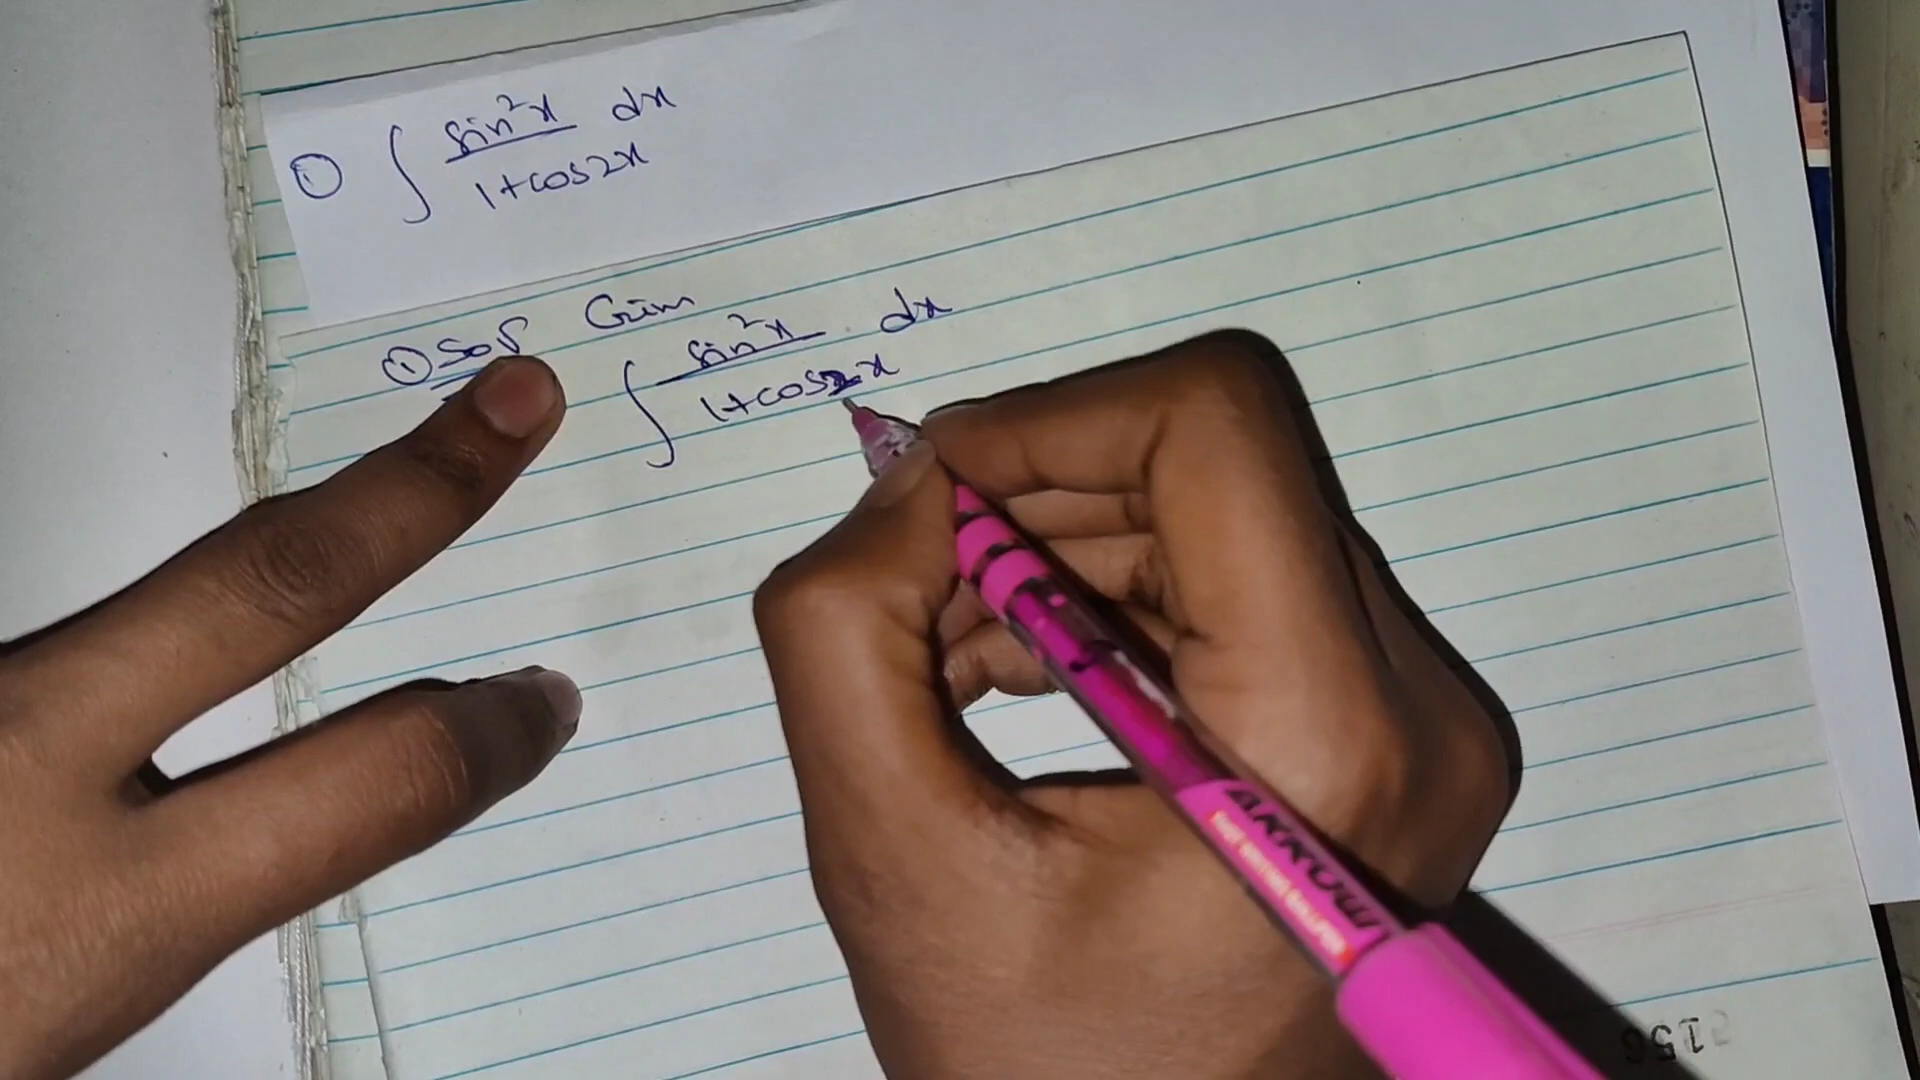 ① ∫ sin²x / 1+cos2x dx
① Sol Given
∫ sin²x / 1+cos2x dx